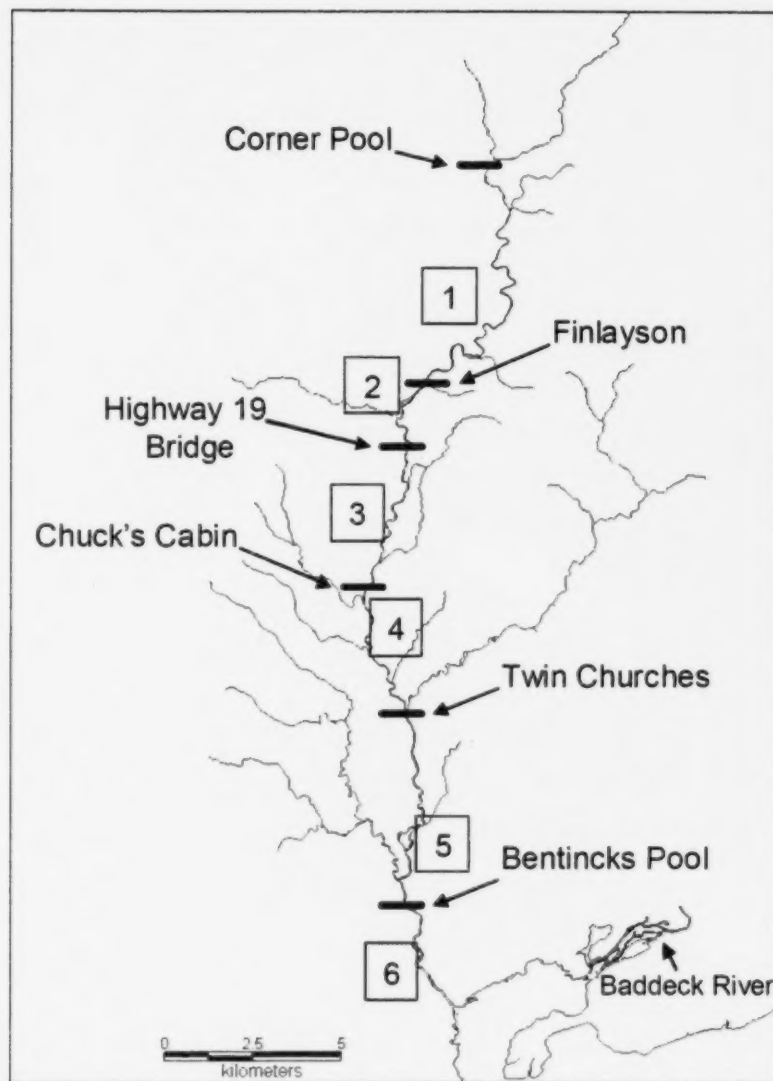 Corner Pool
1
Finlayson
2
Highway 19
Bridge
3
Chuck's Cabin
4
Twin Churches
5
Bentincks Pool
6
Baddeck River
0 2.5 5
kilometers